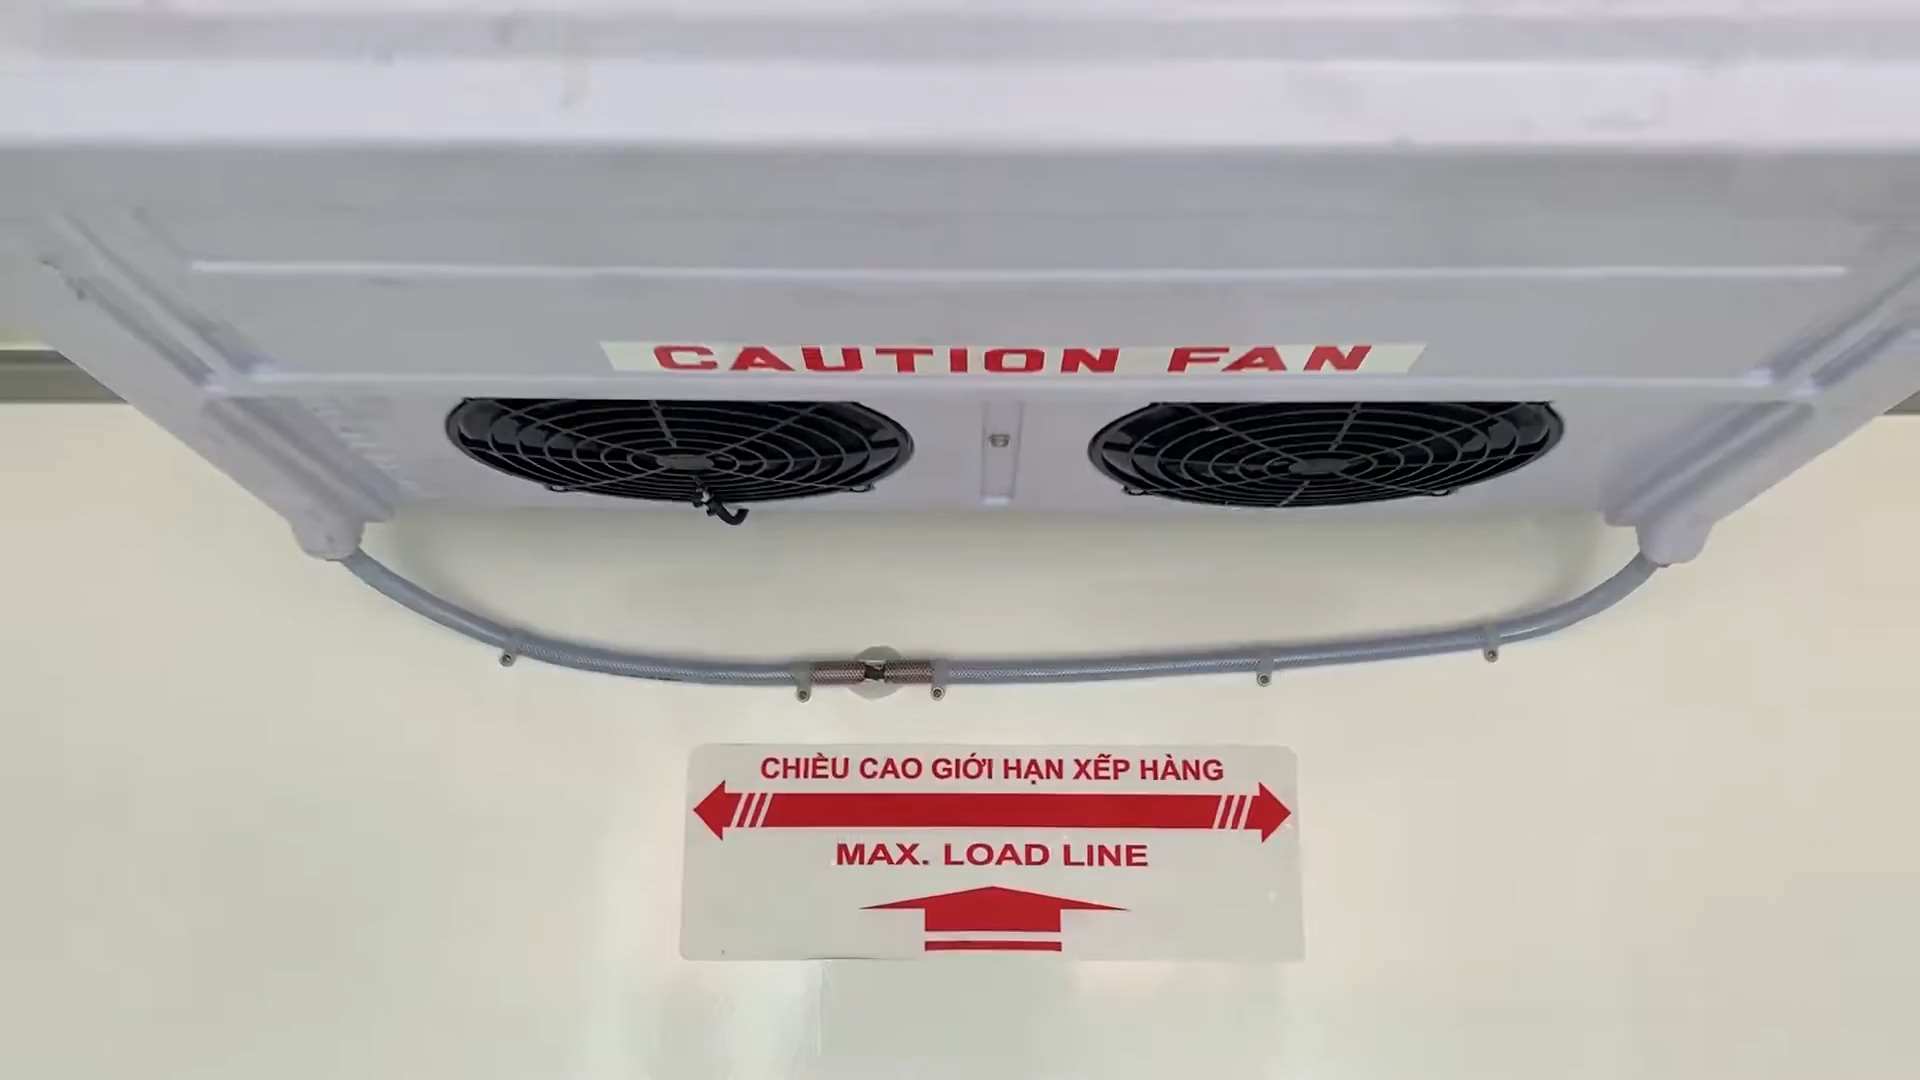 CAUTION FAN
CHIỀU CAO GIỚI HẠN XẾP HÀNG
MAX. LOAD LINE